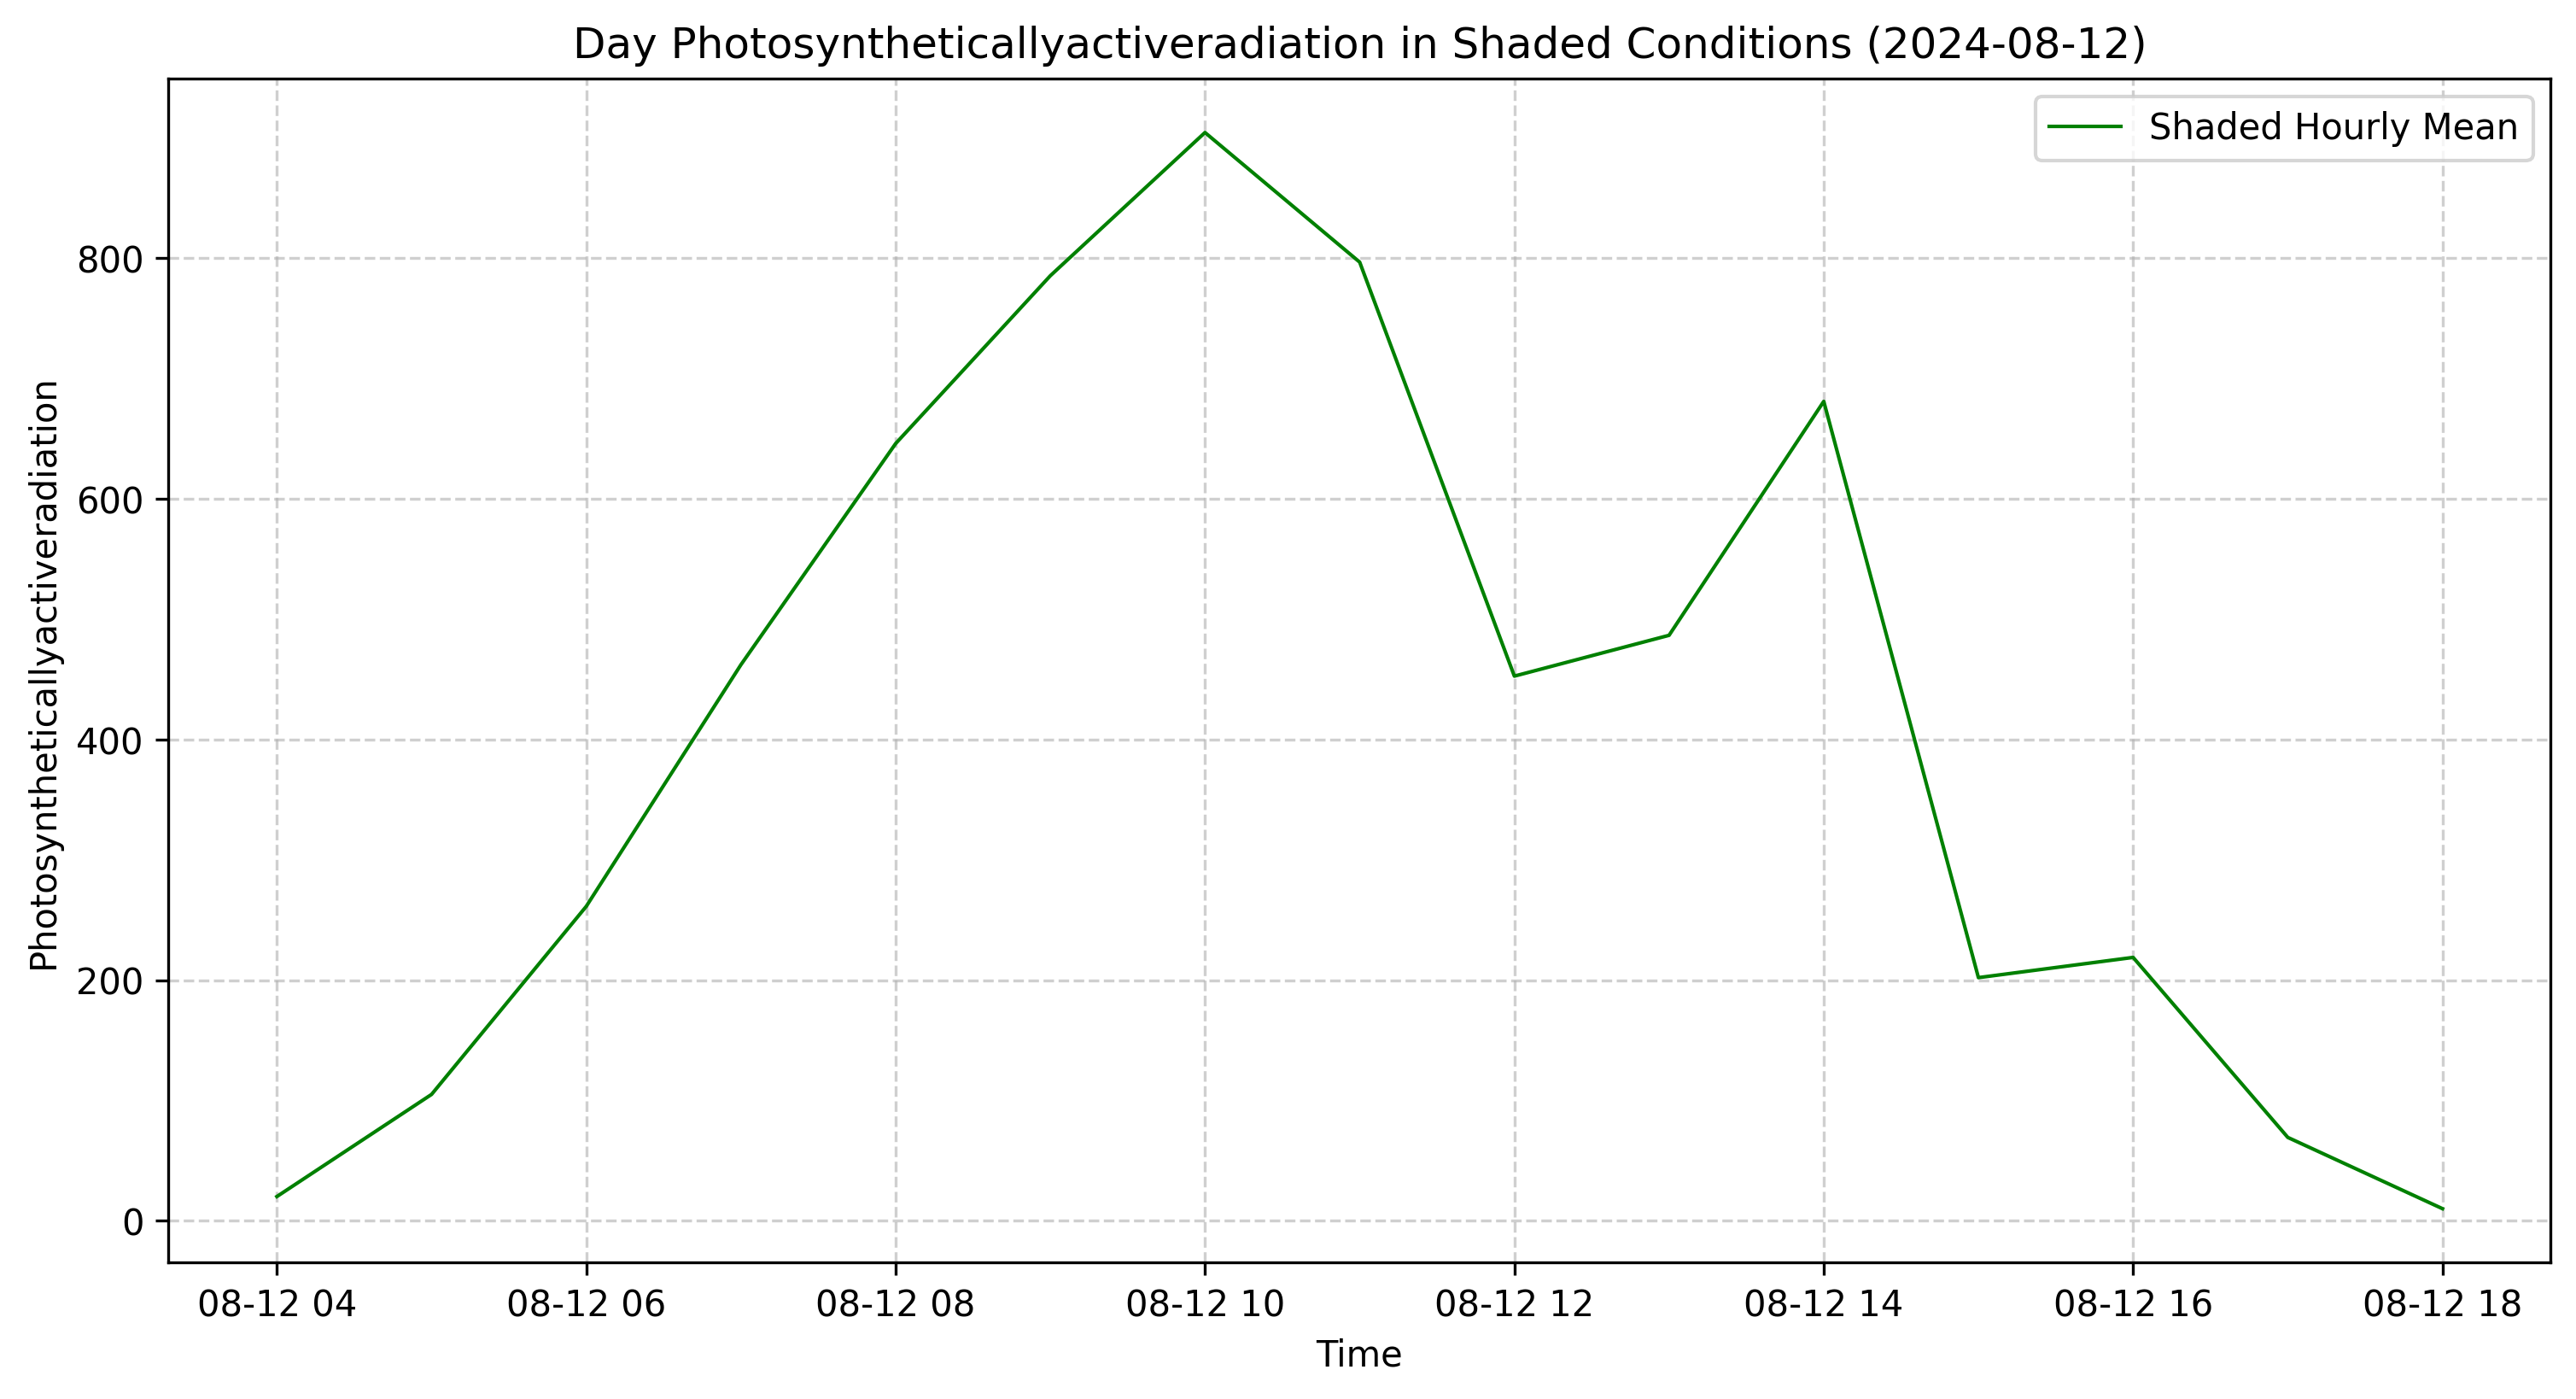 Day Photosyntheticallyactiveradiation in Shaded Conditions (2024-08-12)
Shaded Hourly Mean
Photosyntheticallyactiveradiation
800
600
400
200
0
08-12 04 08-12 06 08-12 08 08-12 10 08-12 12 08-12 14 08-12 16 08-12 18
Time